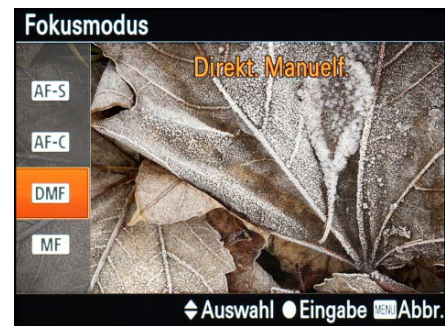 Fokusmodus
Direkt. Manuelf.
AF-S
AF-C
DMF
MF
Auswahl Eingabe MENU Abbr.